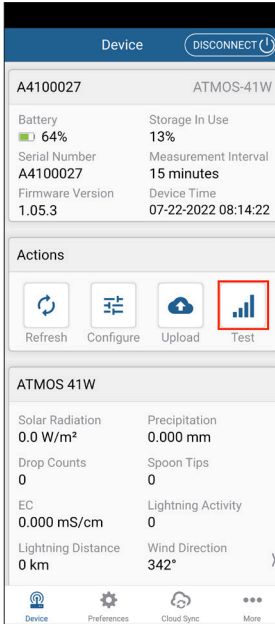 Device
DISCONNECT
A4100027 ATMOS-41W
Battery Storage In Use
64% 13%
Serial Number Measurement Interval
A4100027 15 minutes
Firmware Version Device Time
1.05.3 07-22-2022 08:14:22
Actions
Refresh Configure Upload Test
ATMOS 41W
Solar Radiation Precipitation
0.0 W/m² 0.000 mm
Drop Counts Spoon Tips
0 0
EC Lightning Activity
0.000 mS/cm 0
Lightning Distance Wind Direction
0 km 342°
Device Preferences Cloud Sync More